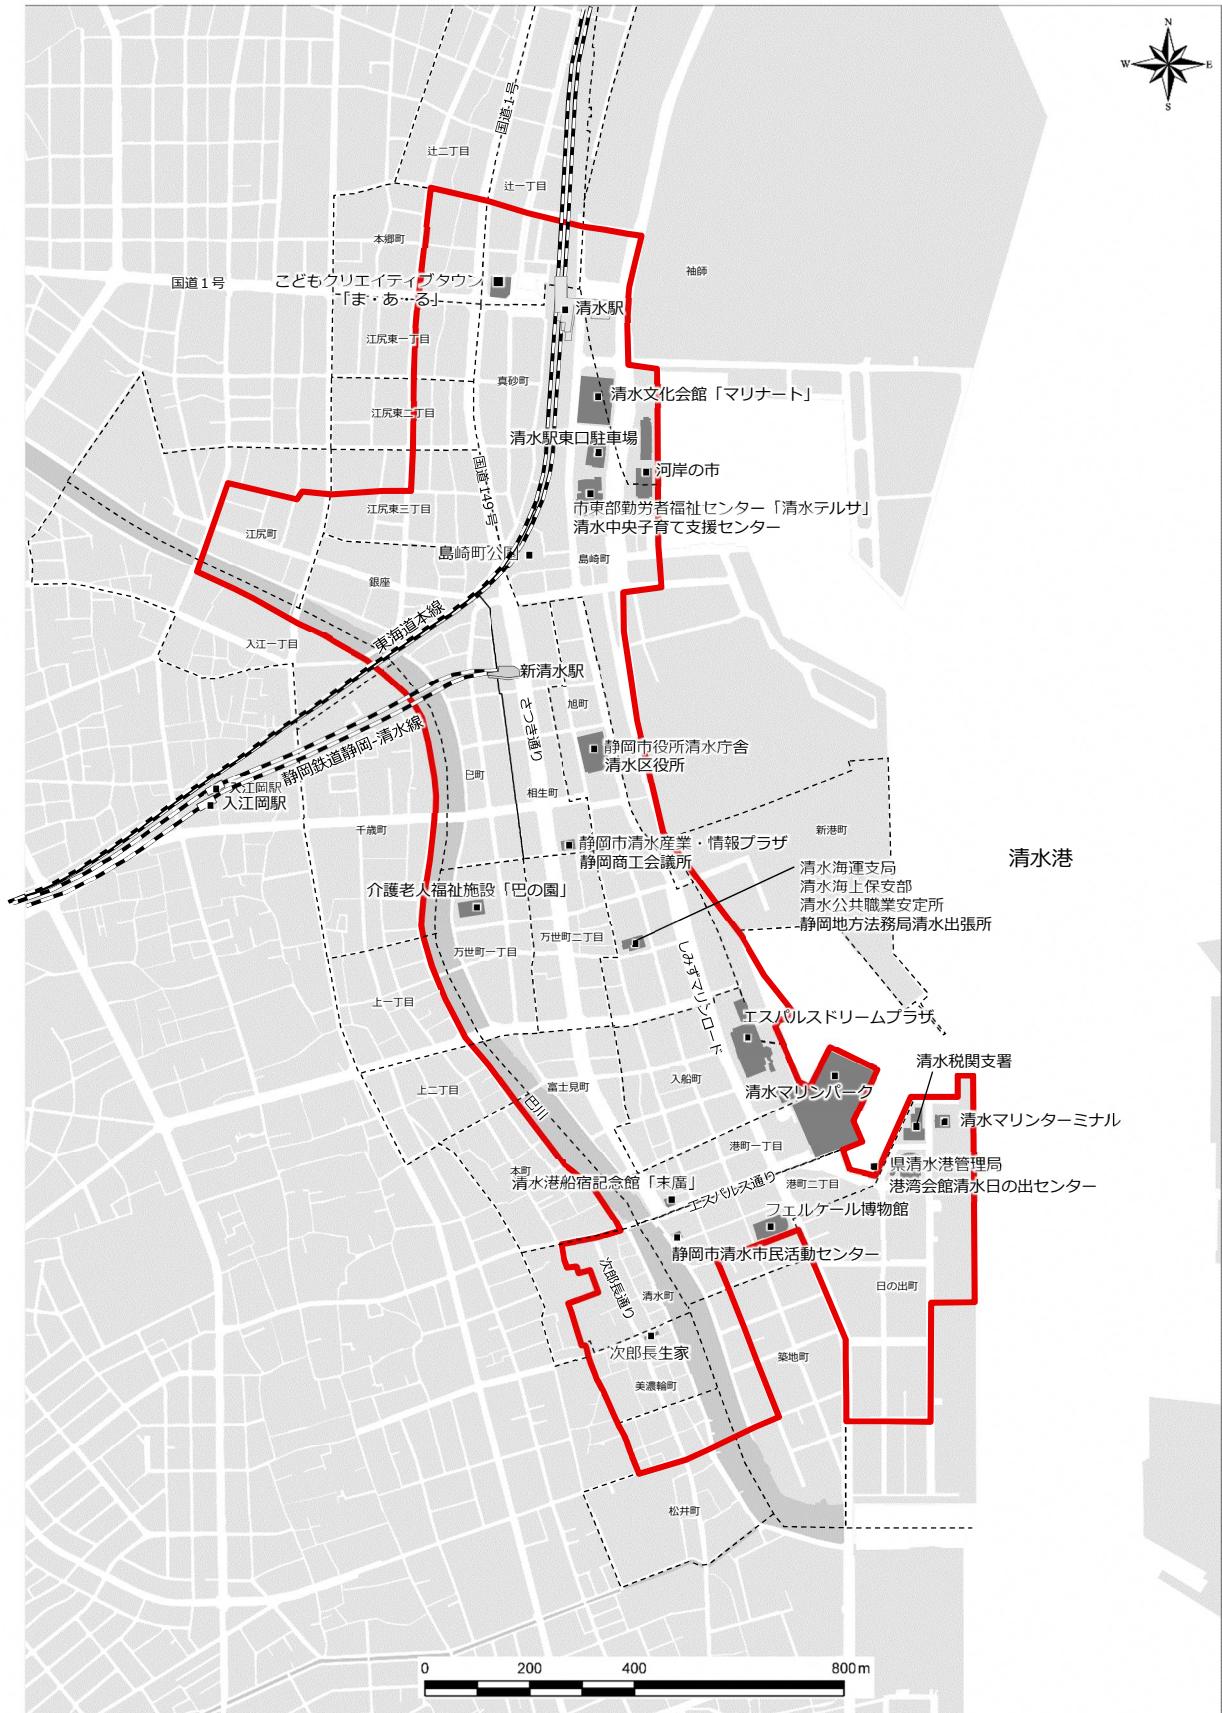 N
W
E
S
国道1号
辻二丁目
辻一丁目
本郷町
袖師
国道１号
こどもクリエイティブタウン
「ま・あ・る」
清水駅
江尻東一丁目
真砂町
清水文化会館「マリナート」
江尻東二丁目
清水駅東口駐車場
国道149号
河岸の市
市東部勤労者福祉センター「清水テルサ」
清水中央子育て支援センター
江尻東三丁目
江尻町
島崎町公園
島崎町
銀座
東海道本線
入江一丁目
新清水駅
さつき通り
旭町
静岡鉄道静岡-清水線
静岡市役所清水庁舎
清水区役所
巳町
入江岡駅
入江岡駅
相生町
千歳町
新港町
静岡市清水産業・情報プラザ
静岡商工会議所
清水港
清水海運支局
清水海上保安部
清水公共職業安定所
静岡地方法務局清水出張所
介護老人福祉施設「巴の園」
万世町二丁目
万世町一丁目
しみずマリンロード
上一丁目
エスパルスドリームプラザ
清水税関支署
入船町
上二丁目
富士見町
清水マリンパーク
巴川
清水マリンターミナル
港町一丁目
県清水港管理局
港湾会館清水日の出センター
本町
清水港船宿記念館「末廣」
エスパルス通り
港町二丁目
フェルケール博物館
静岡市清水市民活動センター
次郎長通り
清水町
日の出町
次郎長生家
築地町
美濃輪町
松井町
0
200
400
800m